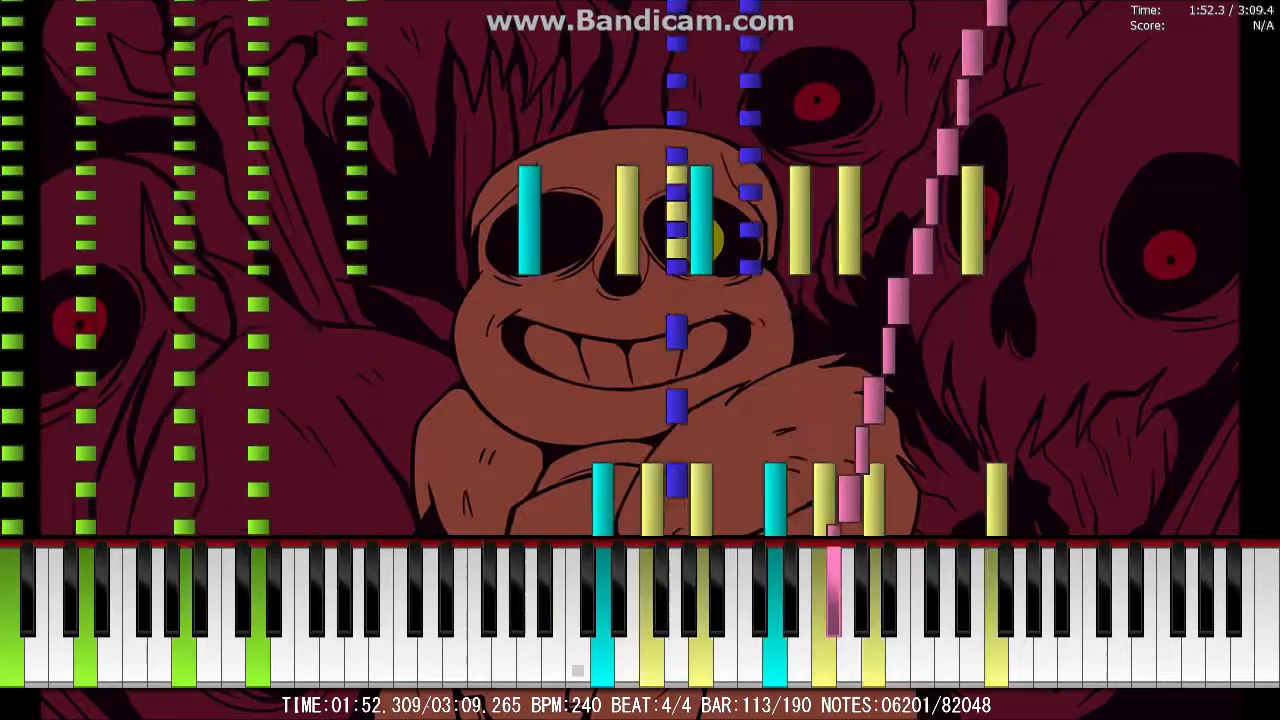 www.Bandicam.com
Time: 1:52.3 / 3:09.4
Score: N/A
TIME:01:52.309/03:09.265 BPM:240 BEAT:4/4 BAR:113/190 NOTES:06201/82048